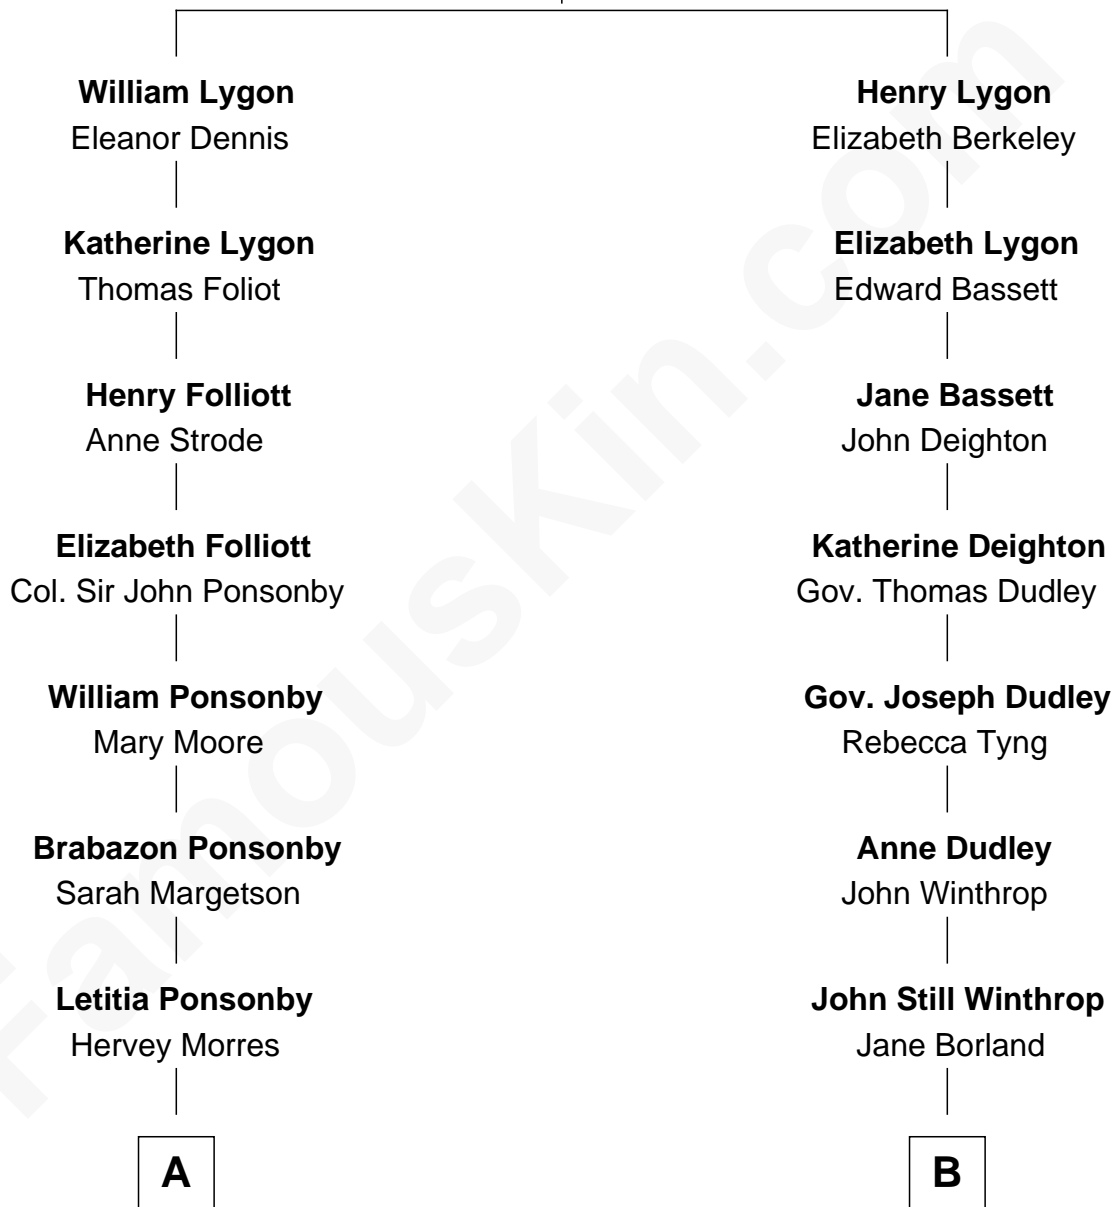 William Lygon
Eleanor Dennis
Katherine Lygon
Thomas Foliot
Henry Folliott
Anne Strode
Elizabeth Folliott
Col. Sir John Ponsonby
William Ponsonby
Mary Moore
Brabazon Ponsonby
Sarah Margetson
Letitia Ponsonby
Hervey Morres
A
Henry Lygon
Elizabeth Berkeley
Elizabeth Lygon
Edward Bassett
Jane Bassett
John Deighton
Katherine Deighton
Gov. Thomas Dudley
Gov. Joseph Dudley
Rebecca Tyng
Anne Dudley
John Winthrop
John Still Winthrop
Jane Borland
B
FamousKin.com